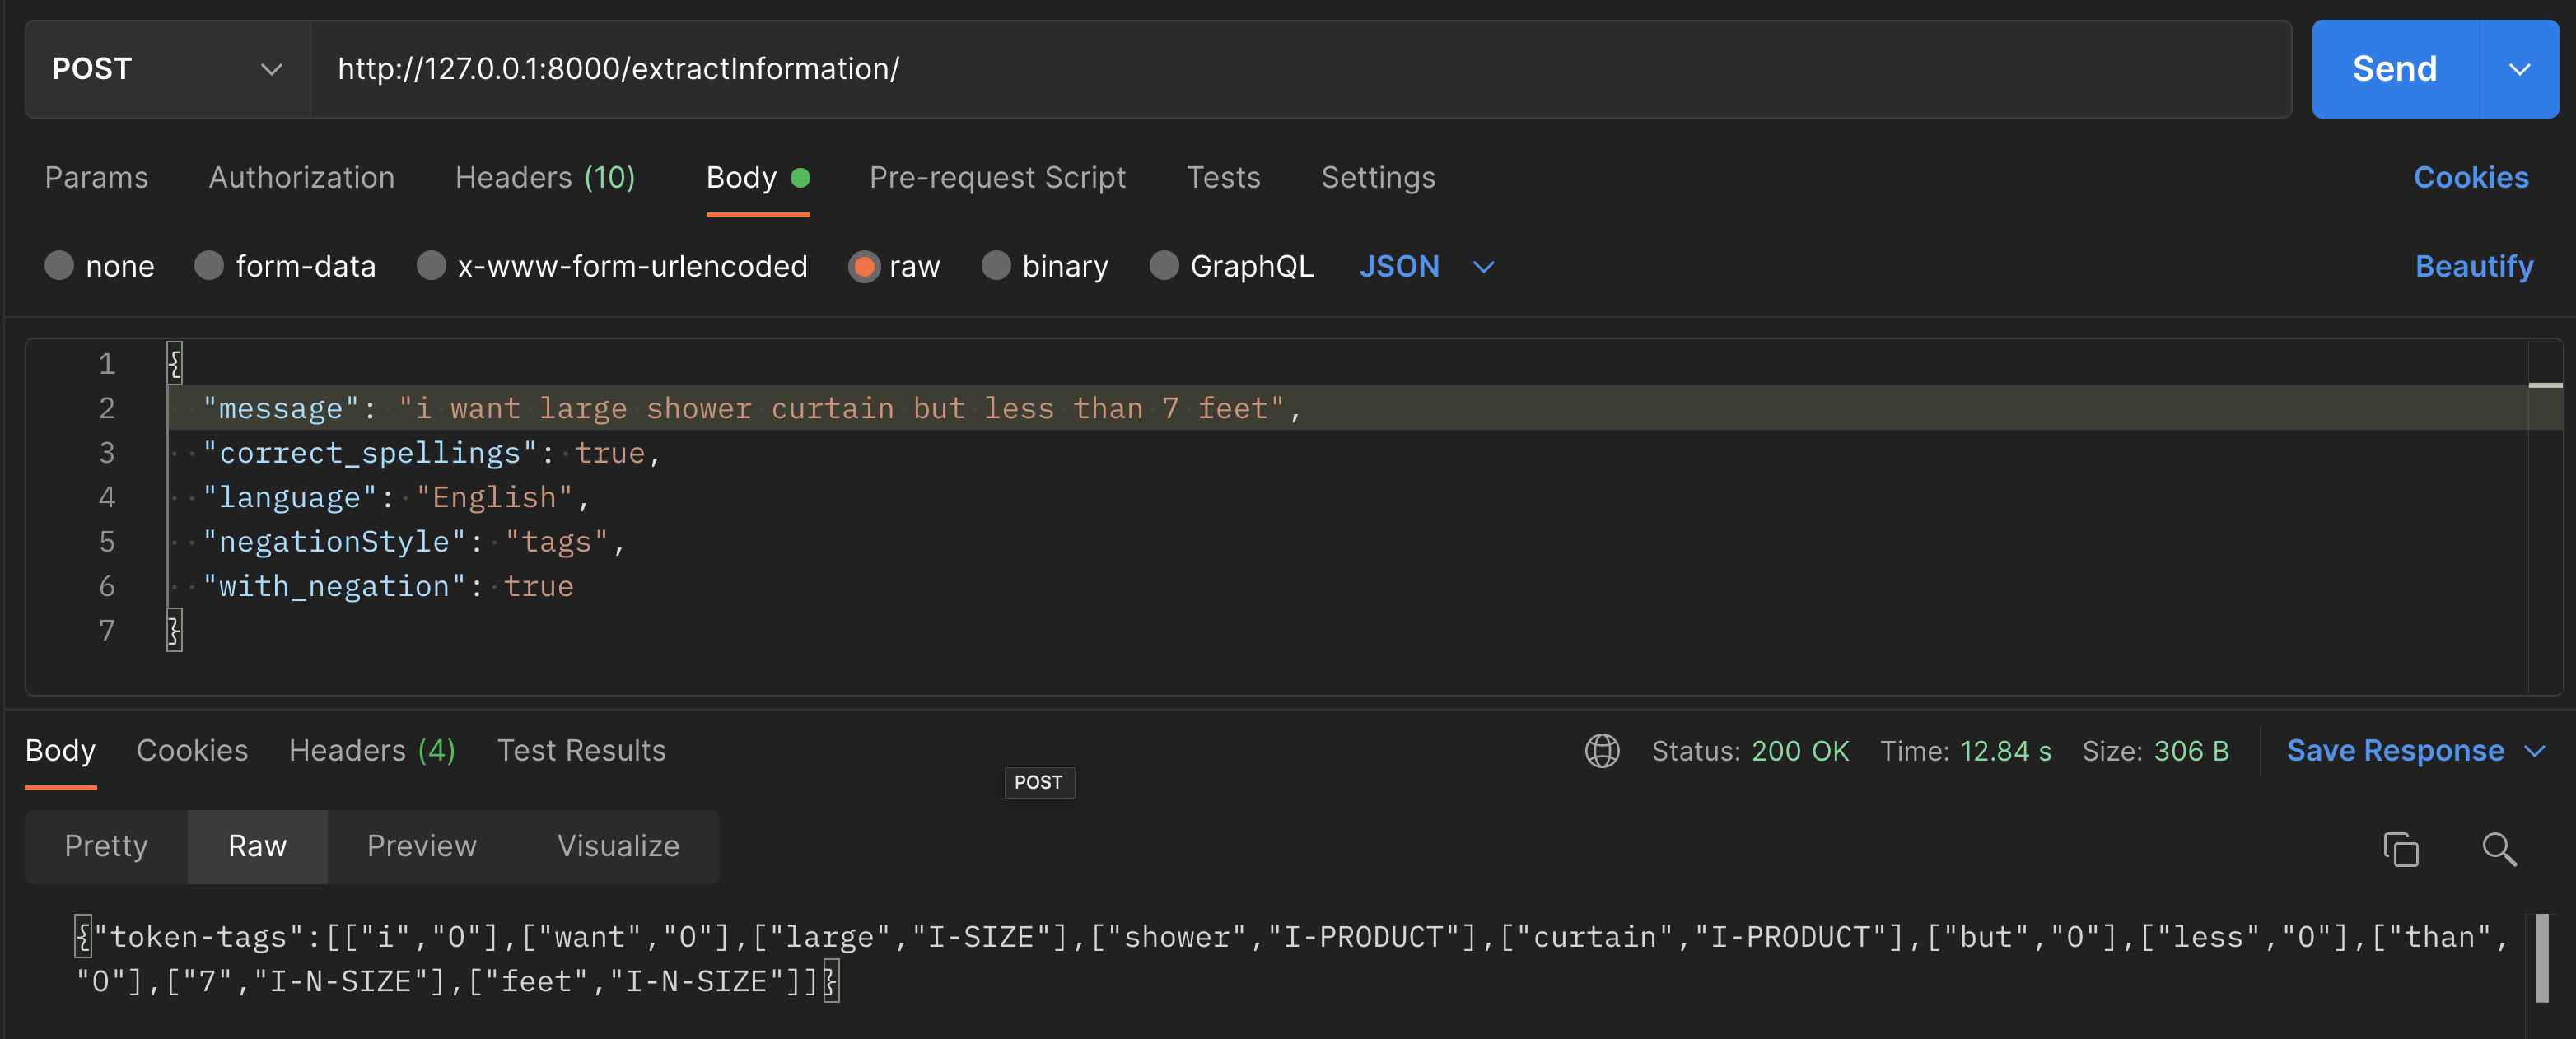 POST http://127.0.0.1:8000/extractInformation/ Send
Params Authorization Headers (10) Body Pre-request Script Tests Settings Cookies
none form-data x-www-form-urlencoded raw binary GraphQL JSON Beautify
1 {
2 "message": "i want large shower curtain but less than 7 feet",
3 "correct_spellings": true,
4 "language": "English",
5 "negationStyle": "tags",
6 "with_negation": true
7 }
Body Cookies Headers (4) Test Results Status: 200 OK Time: 12.84 s Size: 306 B Save Response
POST
Pretty Raw Preview Visualize
{"token-tags":[["i","O"],["want","O"],["large","I-SIZE"],["shower","I-PRODUCT"],["curtain","I-PRODUCT"],["but","O"],["less","O"],["than",
"O"],["7","I-N-SIZE"],["feet","I-N-SIZE"]]}